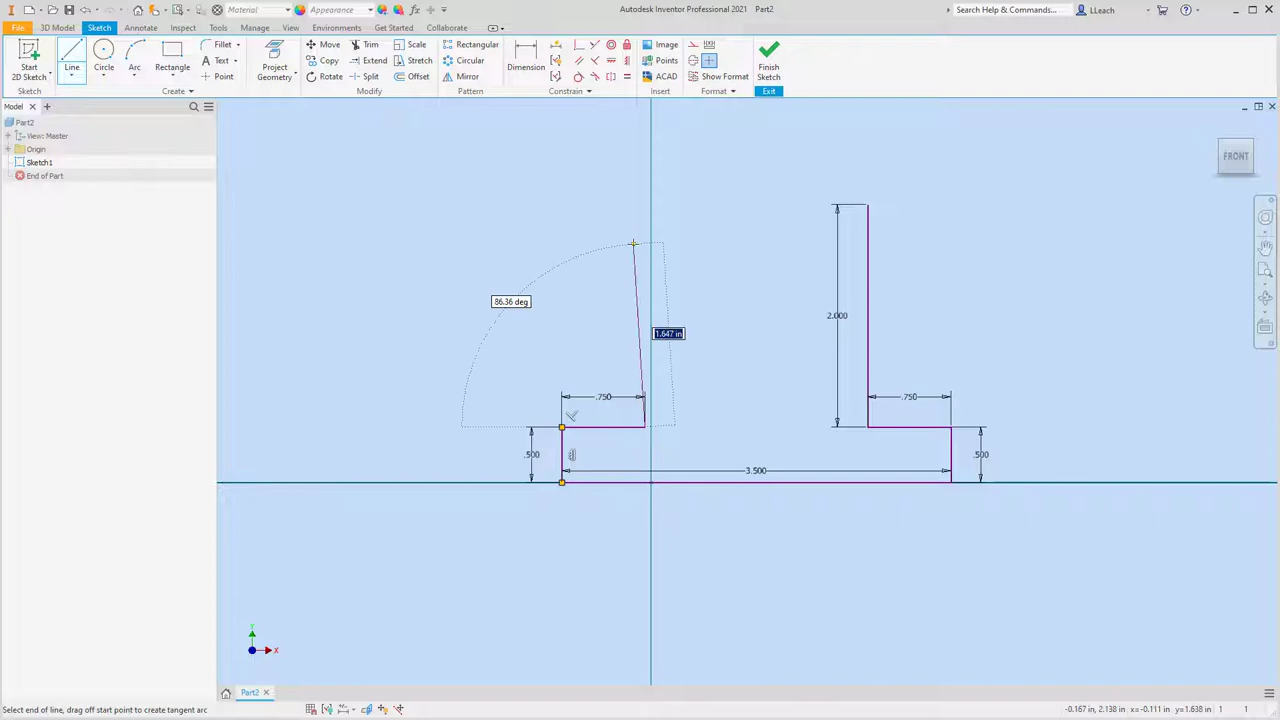 Material
Appearance
Autodesk Inventor Professional 2021 Part2
Search Help & Commands...
LLeach
File
3D Model
Sketch
Annotate
Inspect
Tools
Manage
View
Environments
Get Started
Collaborate
Start
2D Sketch
Line
Circle
Arc
Rectangle
Fillet
Text
Point
Project
Geometry
Move
Trim
Scale
Copy
Extend
Stretch
Rotate
Split
Offset
Rectangular
Circular
Mirror
Dimension
Image
Points
ACAD
Show Format
Finish
Sketch
Sketch
Create
Modify
Pattern
Constrain
Insert
Format
Exit
Model
Part2
View: Master
Origin
Sketch1
End of Part
FRONT
86.36 deg
1.647 in
2.000
.750
.750
.500
.500
3.500
Y
X
Part2
Select end of line, drag off start point to create tangent arc
-0.167 in, 2.138 in x=-0.111 in y=1.638 in 1 1